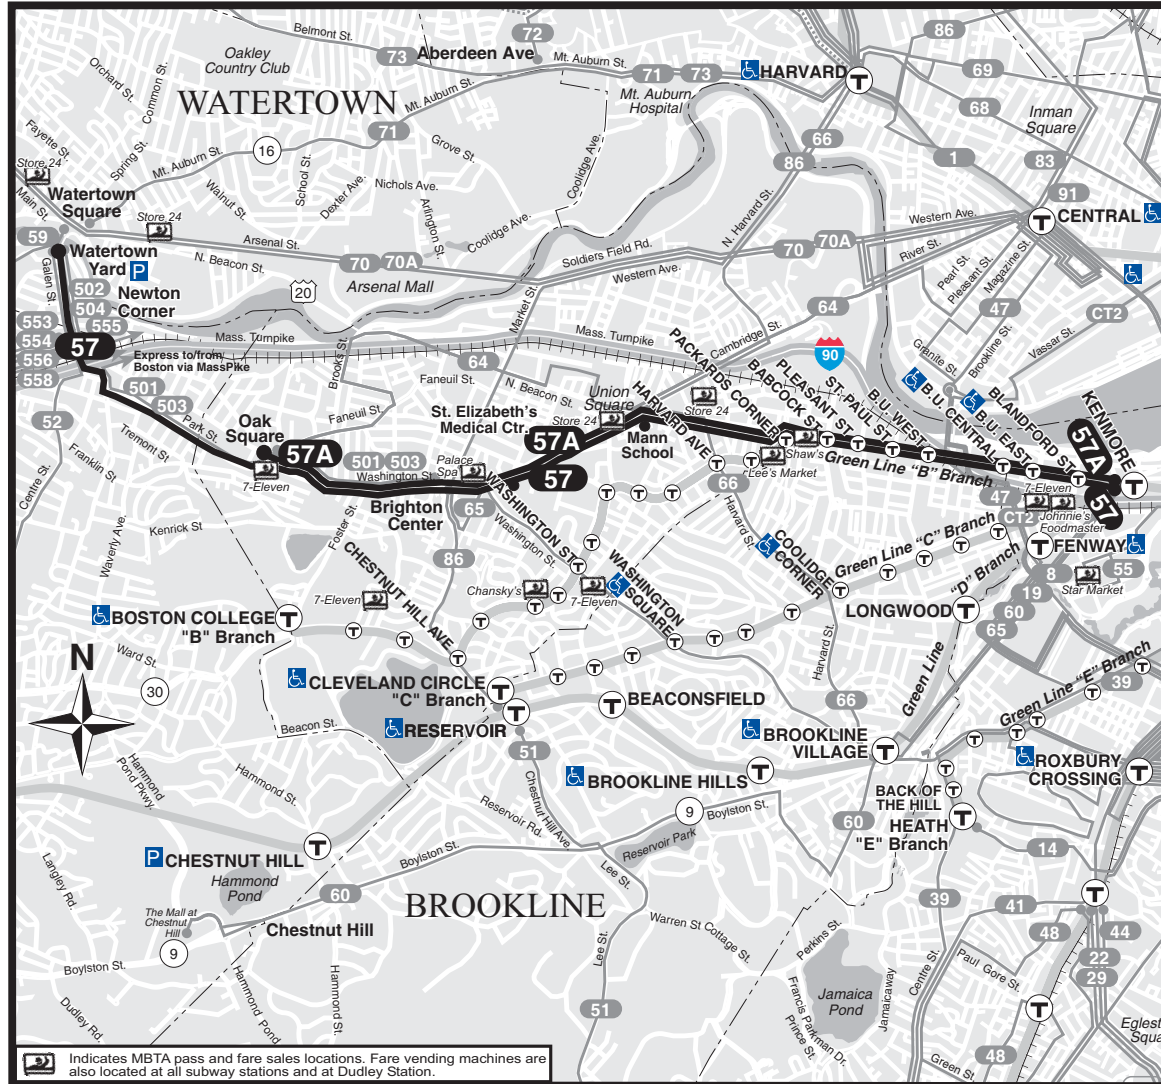 Belmont St.
73
Aberdeen Ave
72
86
Oakley
Country Club
Mt. Auburn St.
71
73
HARVARD
T
69
68
Orchard St.
Common St.
WATERTOWN
Mt. Auburn St.
Mt. Auburn
Hospital
Inman
Square
Fayette St.
Spring St.
Mt. Auburn St.
16
71
Grove St.
Coolidge Ave.
66
86
1
83
91
Store 24
Main St.
Watertown
Square
Walnut St.
School St.
Dexter Ave.
Nichols Ave.
Arlington St.
Coolidge Ave.
N. Harvard St.
Western Ave.
T
CENTRAL
Store 24
59
Watertown
Yard
P
Galen St.
Arsenal St.
N. Beacon St.
70
70A
Arsenal Mall
Soldiers Field Rd.
Western Ave.
70
70A
River St.
Pearl St.
Pleasant St.
Magazine St.
502
504
555
Newton
Corner
20
Market St.
64
47
CT2
553
554
556
558
57
Mass. Turnpike
Mass. Turnpike
Cambridge St.
90
Granite St.
Brookline St.
Vassar St.
Express to/from
Boston via MassPike
Brooks St.
64
Faneuil St.
N. Beacon St.
Union
Square
Store 24
PACKARDS CORNER
BABCOCK ST
PLEASANT ST
ST. PAUL ST
B.U. WEST
B.U. CENTRAL
B.U. EAST
BLANDFORD ST
KENMORE
52
501
503
Park St.
Faneuil St.
St. Elizabeth's
Medical Ctr.
HARVARD AVE
Store 24
Oak
Square
57A
57A
57
Mann
School
Shaw's
Lee's Market
Green Line "B" Branch
57A
57
Tremont St.
Franklin St.
Centre St.
7-Eleven
501
503
Washington St.
Palace
Spa
WASHINGTON ST
66
7-Eleven
47
CT2
Johnnie's
Foodmaster
Waverly Ave.
Kenrick St
Foster St.
Brighton
Center
65
Washington St.
Harvard St.
COOLIDGE
CORNER
Green Line "C" Branch
"D" Branch
FENWAY
86
CHESTNUT HILL AVE
WASHINGTON
SQUARE
8
55
19
Star Market
60
65
7-Eleven
Chansky's
7-Eleven
LONGWOOD
BOSTON COLLEGE
"B" Branch
N
Ward St.
30
Harvard St.
Green Line
Green Line "E" Branch
39
CLEVELAND CIRCLE
"C" Branch
BEACONSFIELD
66
Beacon St.
RESERVOIR
51
BROOKLINE
VILLAGE
ROXBURY
CROSSING
Hammond
Pond Pkwy.
Hammond St.
BROOKLINE HILLS
Chestnut Hill Ave
Reservoir Rd.
9
Boylston St.
Reservoir Park
60
BACK OF
THE HILL
HEATH
"E" Branch
14
P
CHESTNUT HILL
Boylston St.
Lee St.
Langley Rd.
Hammond
Pond
60
BROOKLINE
39
41
The Mall at
Chestnut
Hill
Chestnut Hill
Warren St
Cottage St.
Perkins St.
48
44
22
29
9
Boylston St.
Lee St.
Centre St.
Paul Gore St.
Hammond Pond
Hammond St.
Dudley Rd.
51
Jamaica
Pond
Jamaicaway
Francis Parkman Dr.
Prince St.
48
Green St.
Egles
Squa
Indicates MBTA pass and fare sales locations. Fare vending machines are
also located at all subway stations and at Dudley Station.